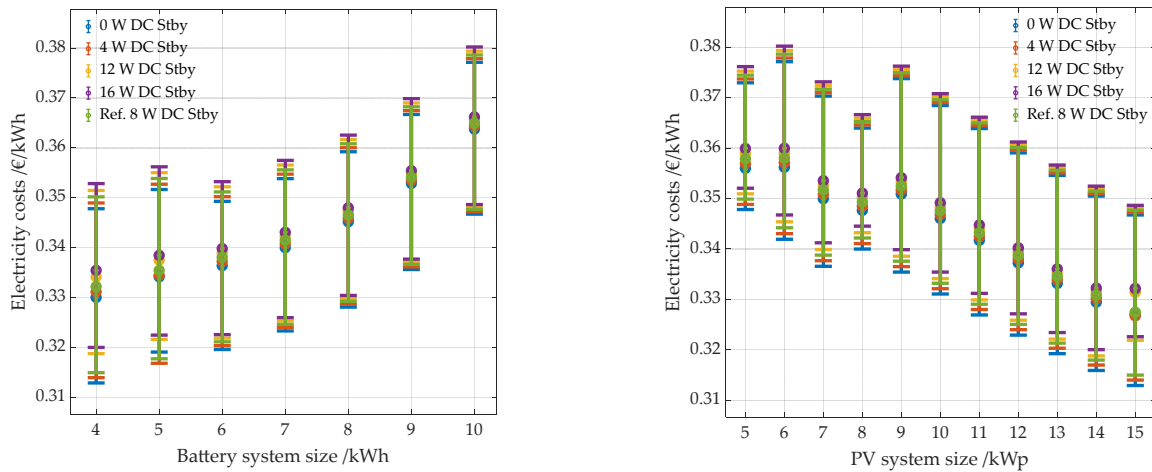 0 W DC Stby
4 W DC Stby
12 W DC Stby
16 W DC Stby
Ref. 8 W DC Stby
Electricity costs /€/kWh
0.38
0.37
0.36
0.35
0.34
0.33
0.32
0.31
4 5 6 7 8 9 10
Battery system size /kWh
0 W DC Stby
4 W DC Stby
12 W DC Stby
16 W DC Stby
Ref. 8 W DC Stby
Electricity costs /€/kWh
0.38
0.37
0.36
0.35
0.34
0.33
0.32
0.31
5 6 7 8 9 10 11 12 13 14 15
PV system size /kWp